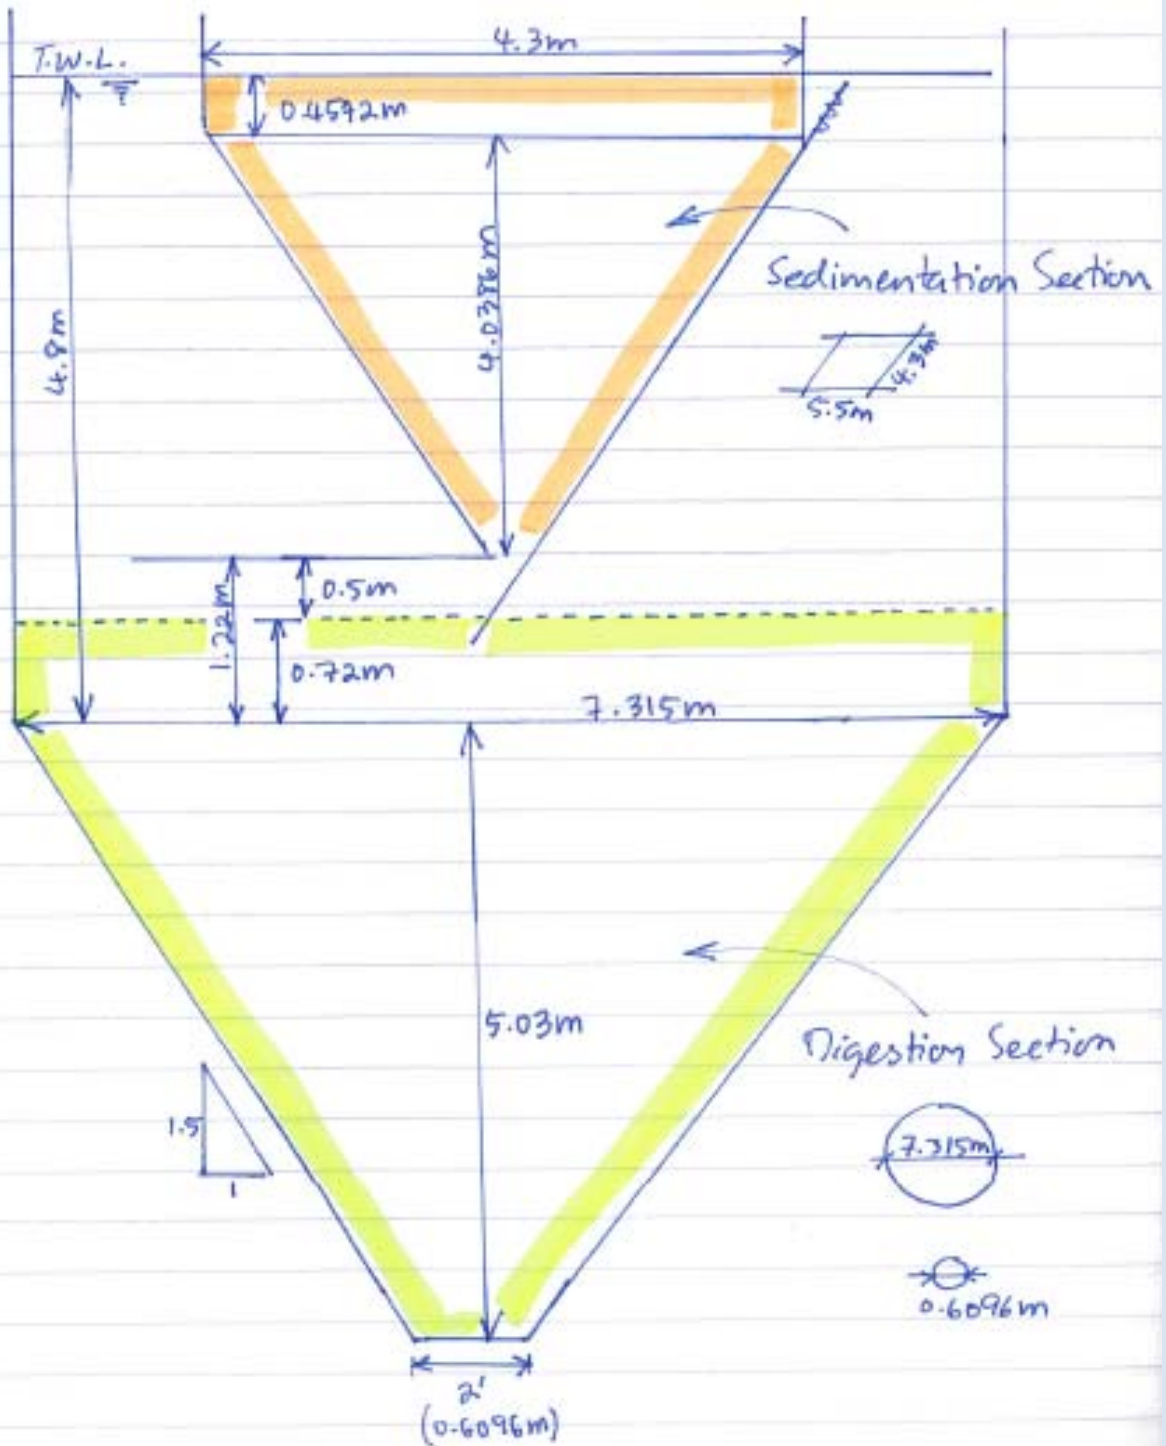 4.3m
T.W.L.
0.4592m
4.0386m
4.8m
Sedimentation Section
4.3m
5.5m
0.5m
1.22m
0.72m
7.315m
5.03m
Digestion Section
1.5
1
7.315m
0.6096m
2'
(0.6096m)